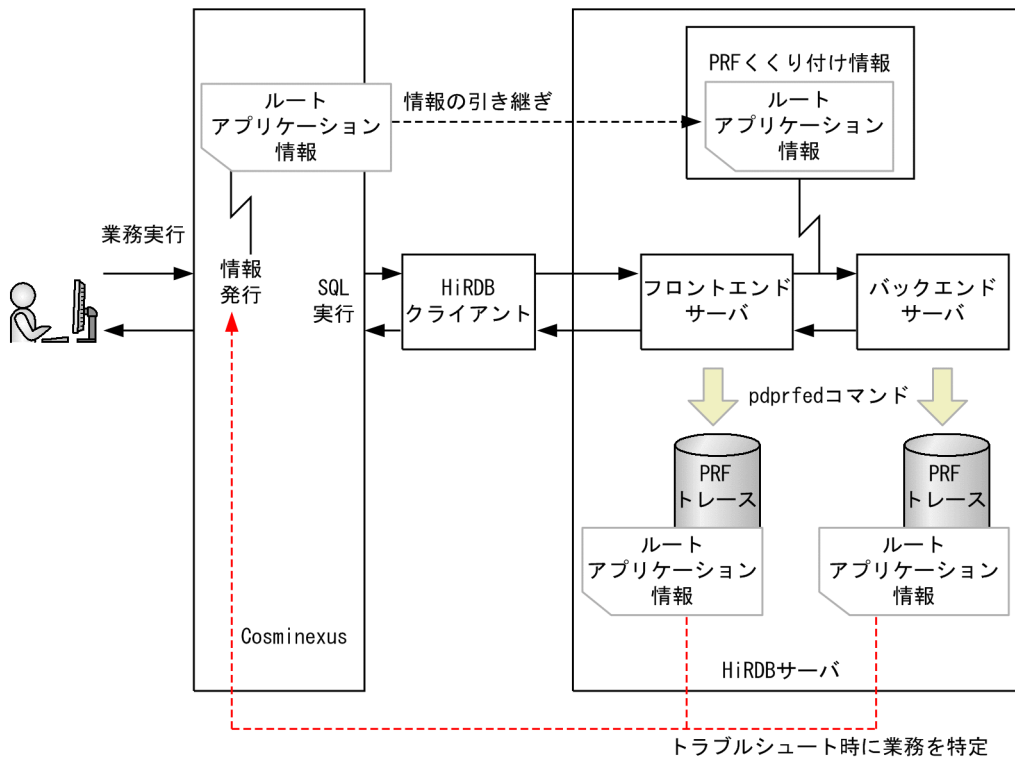 PRFくくり付け情報
ルート
アプリケーション
情報
情報の引き継ぎ
ルート
アプリケーション
情報
業務実行
情報
発行
SQL
実行
HiRDB
クライアント
フロントエンド
サーバ
バックエンド
サーバ
pdprfedコマンド
PRF
トレース
PRF
トレース
ルート
アプリケーション
情報
ルート
アプリケーション
情報
Cosminexus
HiRDBサーバ
トラブルシュート時に業務を特定